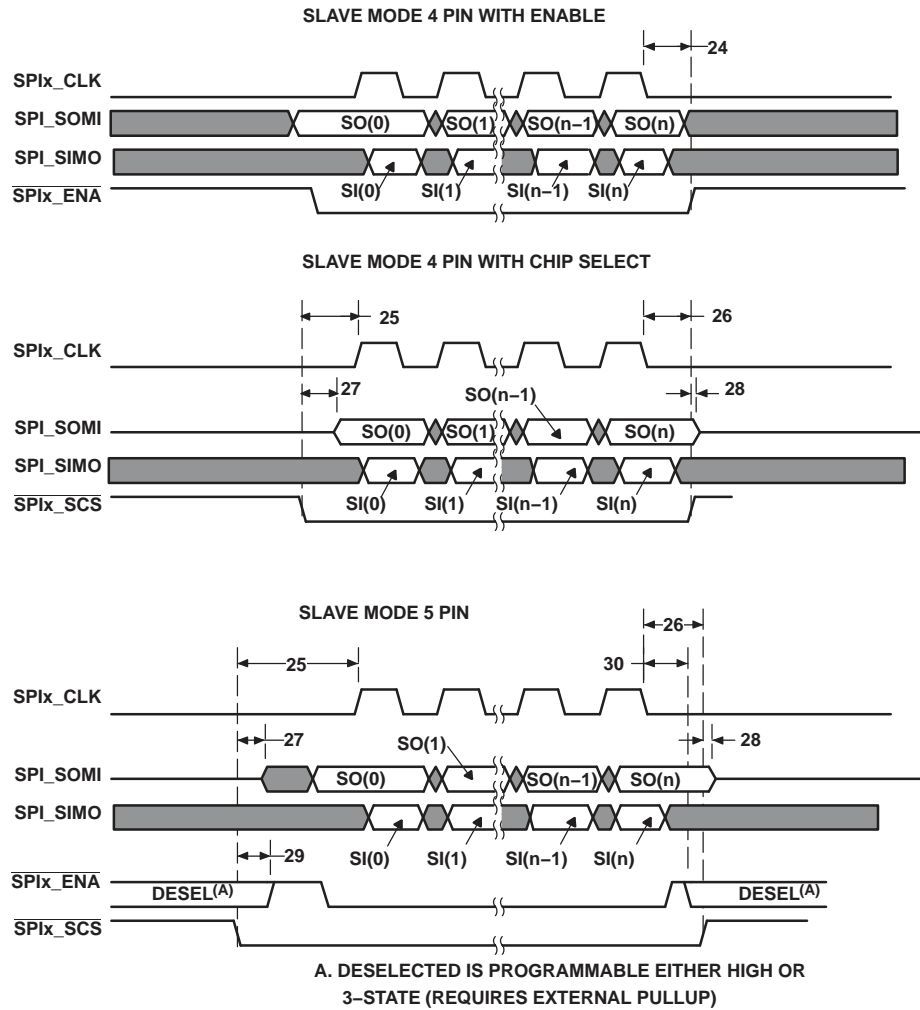 SLAVE MODE 4 PIN WITH ENABLE
24
SPIx_CLK
SPI_SOMI
SO(0)
SO(1)
SO(n–1)
SO(n)
SPI_SIMO
SI(0)
SI(1)
SI(n–1)
SI(n)
SPIx_ENA
SLAVE MODE 4 PIN WITH CHIP SELECT
25
26
SPIx_CLK
27
SO(n–1)
28
SPI_SOMI
SO(0)
SO(1)
SO(n)
SPI_SIMO
SI(0)
SI(1)
SI(n–1)
SI(n)
SPIx_SCS
SLAVE MODE 5 PIN
26
25
30
SPIx_CLK
27
SO(1)
28
SPI_SOMI
SO(0)
SO(n–1)
SO(n)
SPI_SIMO
SI(0)
SI(1)
SI(n–1)
SI(n)
29
SPIx_ENA
DESEL(A)
DESEL(A)
SPIx_SCS
A. DESELECTED IS PROGRAMMABLE EITHER HIGH OR
3–STATE (REQUIRES EXTERNAL PULLUP)